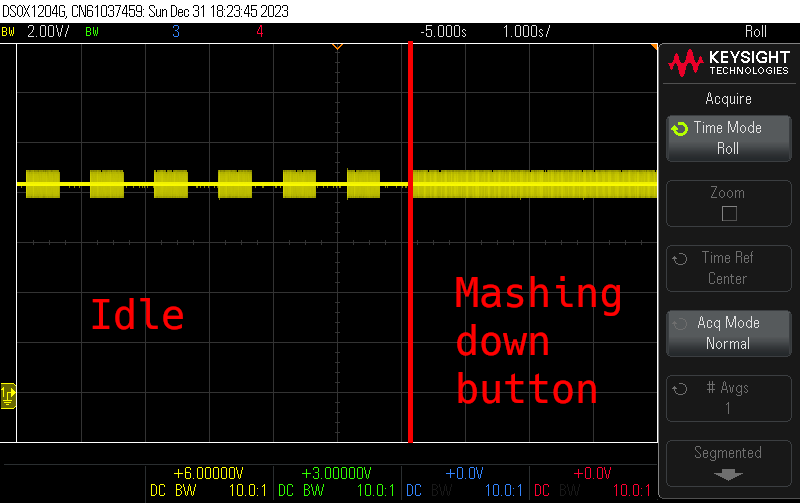 DSOX1204G, CN61037459: Sun Dec 31 18:23:45 2023
BW 2.00V/ BW 3 4 -5.000s 1.000s/ Roll
KEYSIGHT
TECHNOLOGIES
Acquire
Time Mode
Roll
Zoom
Time Ref
Center
Acq Mode
Normal
# Avgs
1
Segmented
1
Idle
Mashing
down
button
+6.00000V +3.00000V +0.0V +0.0V
DC BW 10.0:1 DC BW 10.0:1 DC BW 10.0:1 DC BW 10.0:1